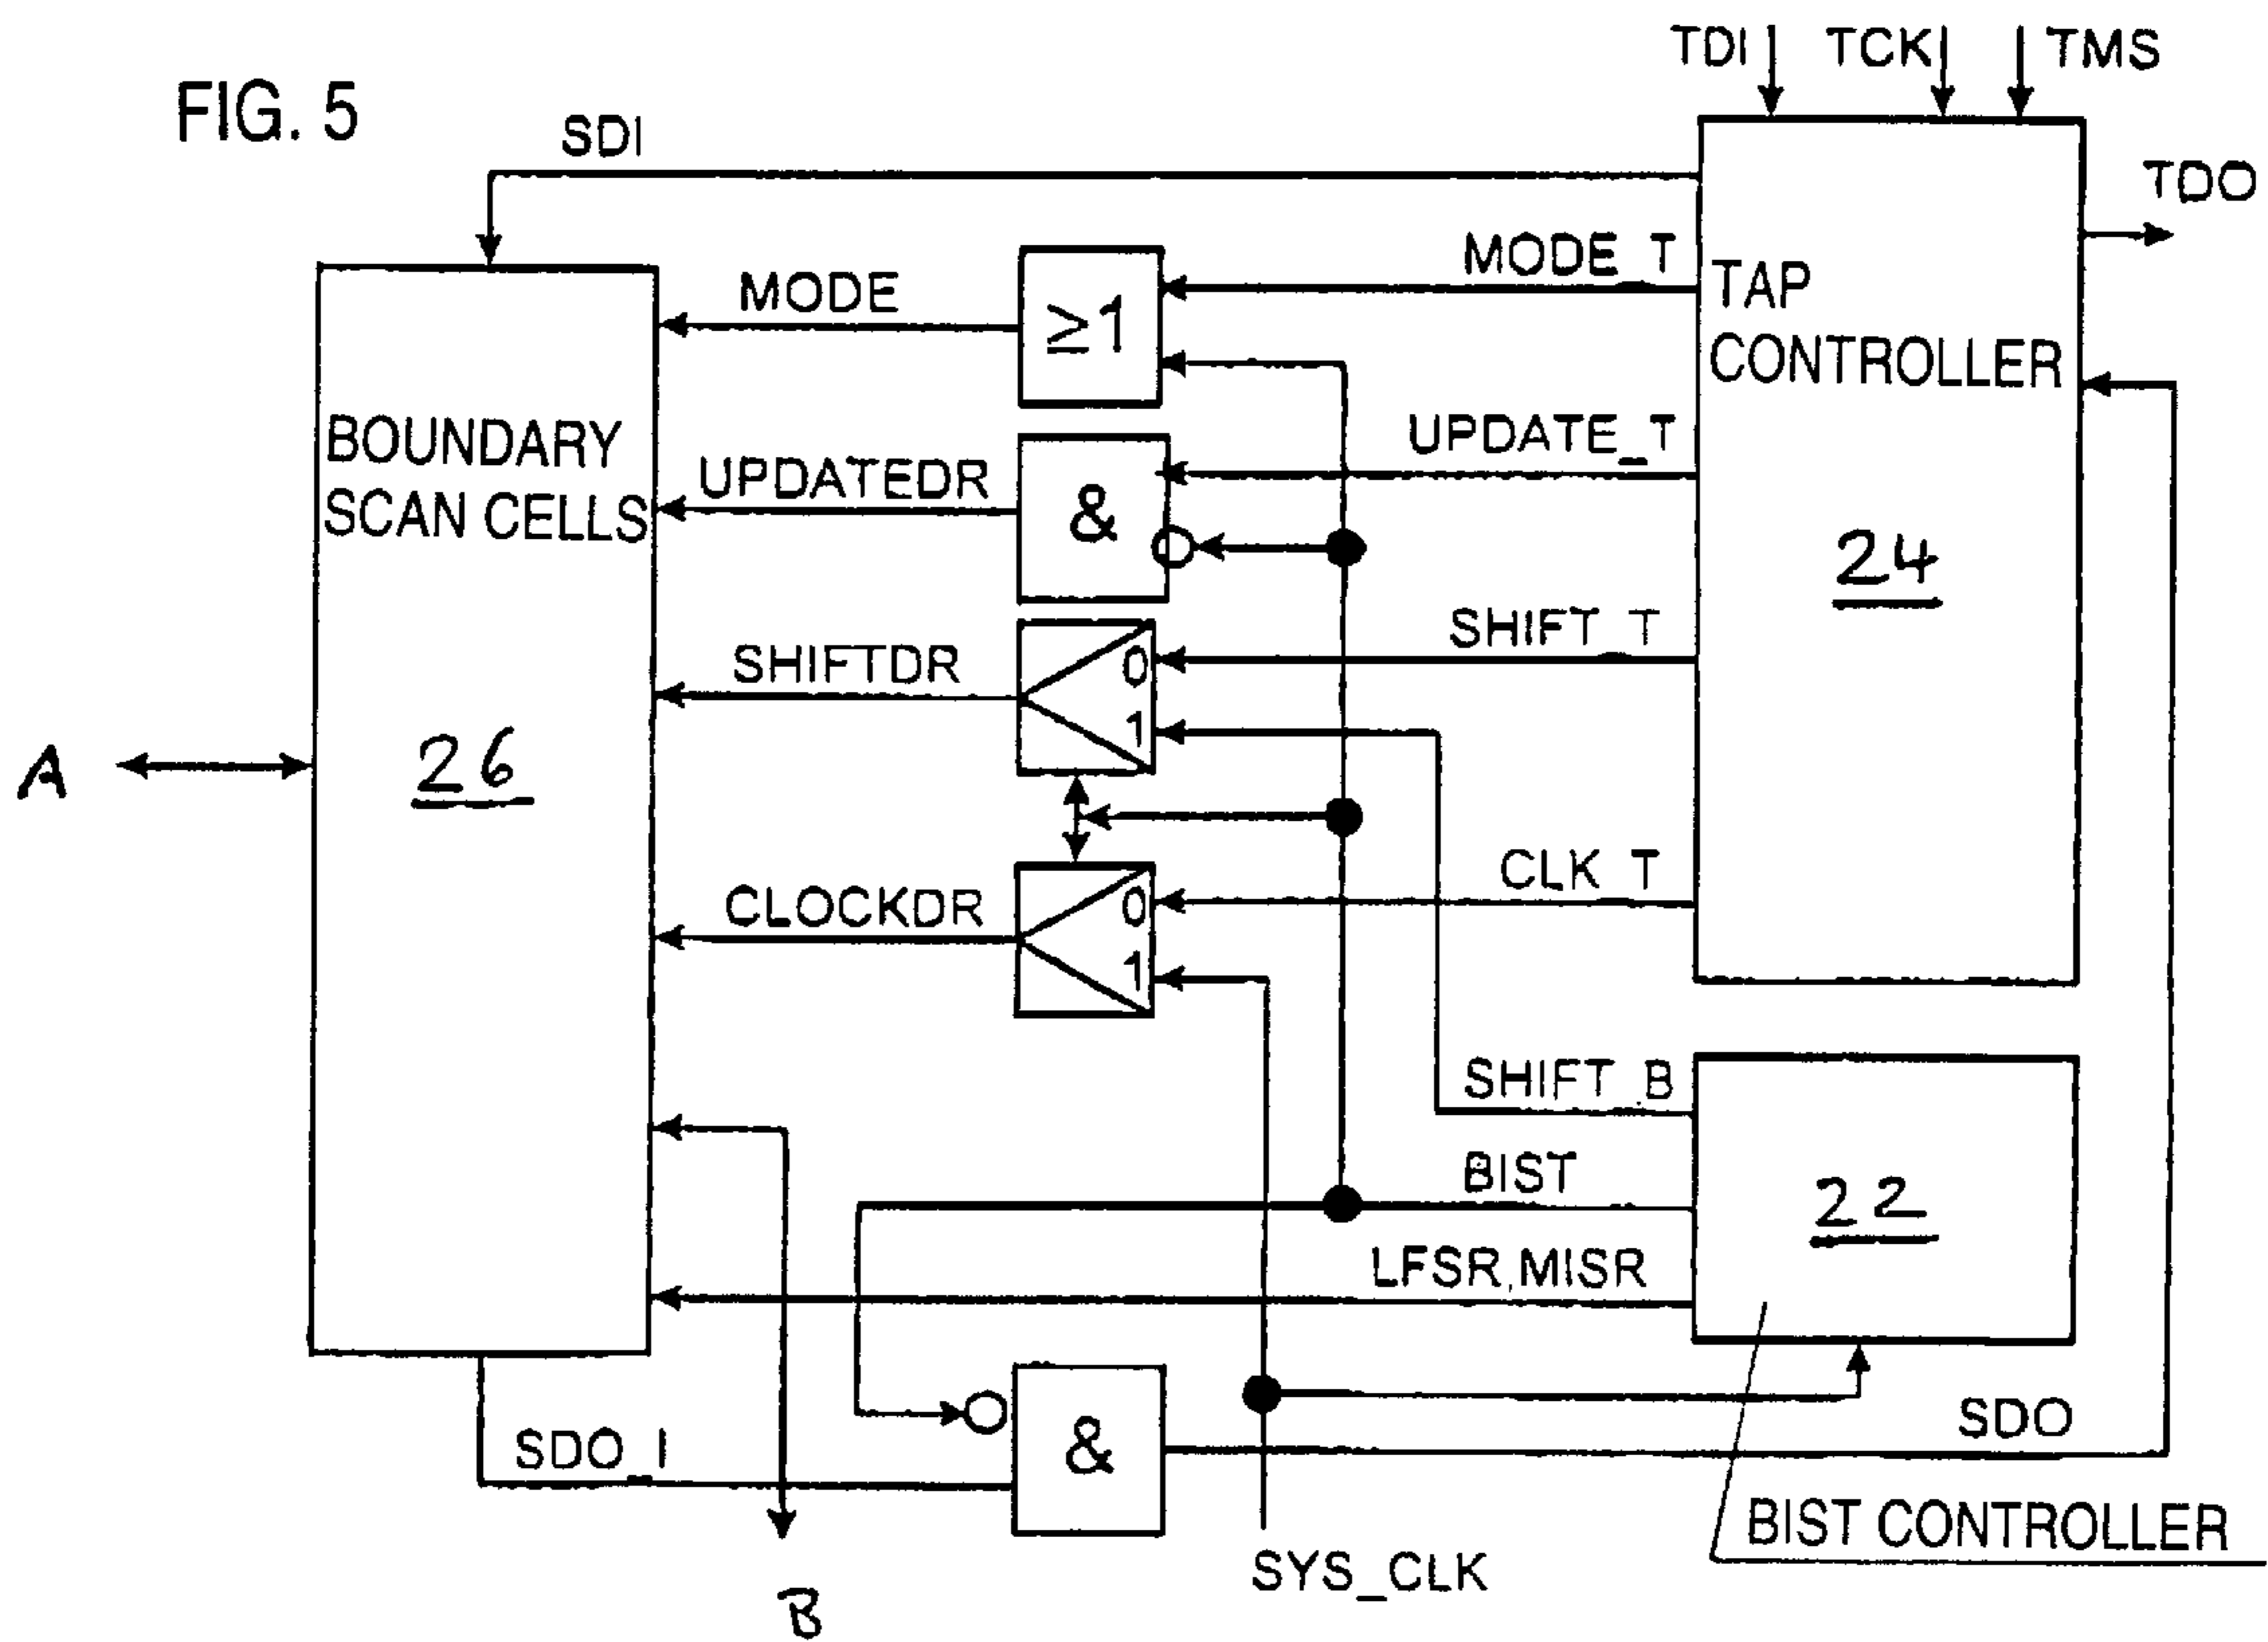 FIG. 5
TDI
TCK
TMS
SDI
TDO
MODE
≥1
MODE_T
TAP
CONTROLLER
BOUNDARY
SCAN CELLS
UPDATEDR
&
UPDATE_T
24
SHIFTDR
0
1
SHIFT_T
A
26
CLOCKDR
0
1
CLK_T
SHIFT_B
BIST
22
LFSR,MISR
SDO_I
&
SDO
BIST CONTROLLER
SYS_CLK
B